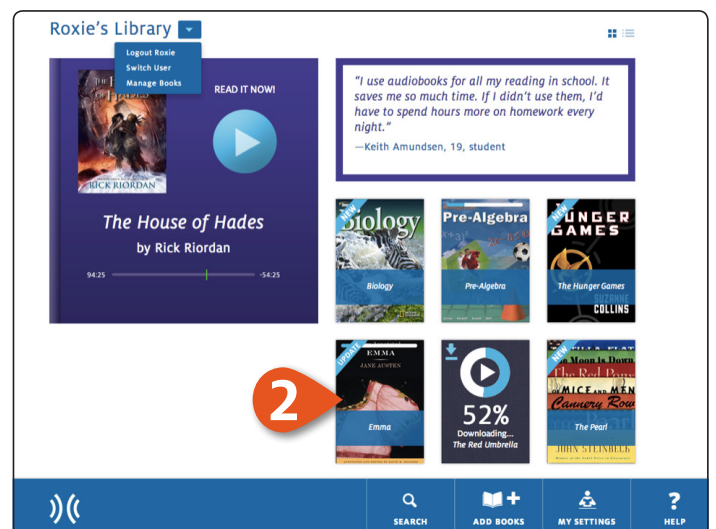 Roxie's Library
Logout Roxie
Switch User
Manage Books
OF HADES
RICK RIORDAN
READ IT NOW!
The House of Hades
by Rick Riordan
94:25
-54:25
"I use audiobooks for all my reading in school. It
saves me so much time. If I didn't use them, I'd
have to spend hours more on homework every
night."
—Keith Amundsen, 19, student
NEW
Biology
Biology
Pre-Algebra
Pre-Algebra
NEW
HUNGER
GAMES
The Hunger Games
SUZANNE
COLLINS
UPDATE
EMMA
JANE AUSTEN
Emma
2
52%
Downloading...
The Red Umbrella
NEW
The Moon Is Down
The Red Pony
OF MICE AND MEN
Cannery Row
The Pearl
JOHN STEINBECK
SEARCH
ADD BOOKS
MY SETTINGS
HELP